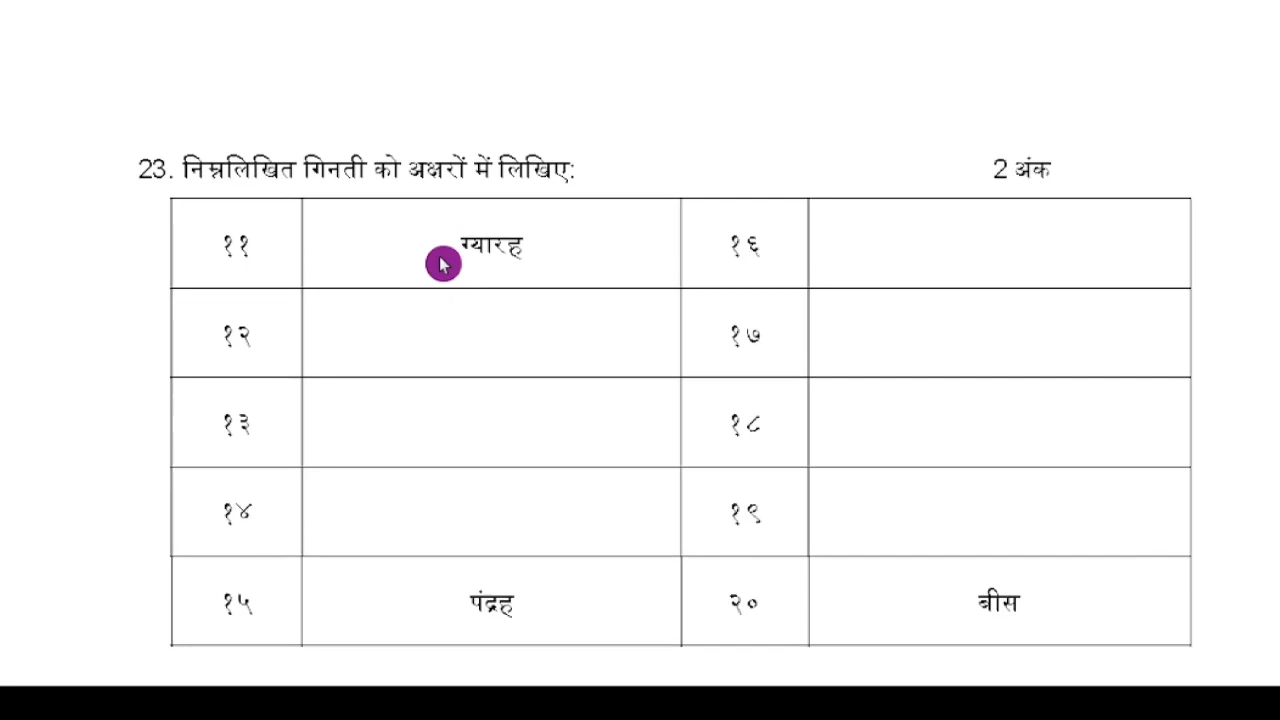 23. निम्नलिखित गिनती को अक्षरों में लिखिए: 2 अंक
११ ग्यारह १६
१२ १७
१३ १८
१४ १९
१५ पंद्रह २० बीस